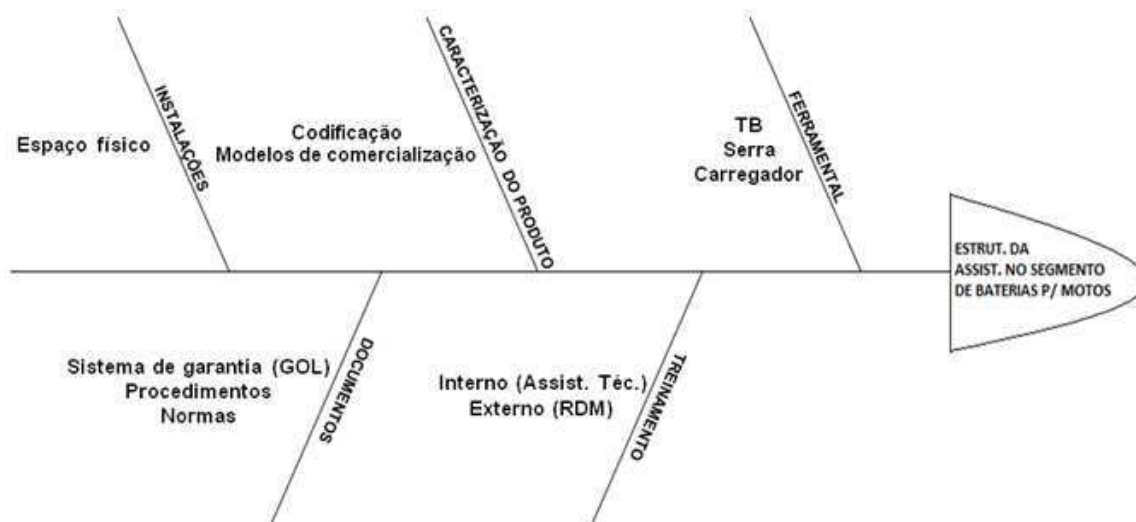 INSTALAÇÕES
Espaço físico
CARACTERIZAÇÃO DO PRODUTO
Codificação
Modelos de comercialização
FERRAMENTAL
TB
Serra
Carregador
ESTRUT. DA
ASSIST. NO SEGMENTO
DE BATERIAS P/ MOTOS
DOCUMENTOS
Sistema de garantia (GOL)
Procedimentos
Normas
TREINAMENTO
Interno (Assist. Téc.)
Externo (RDM)